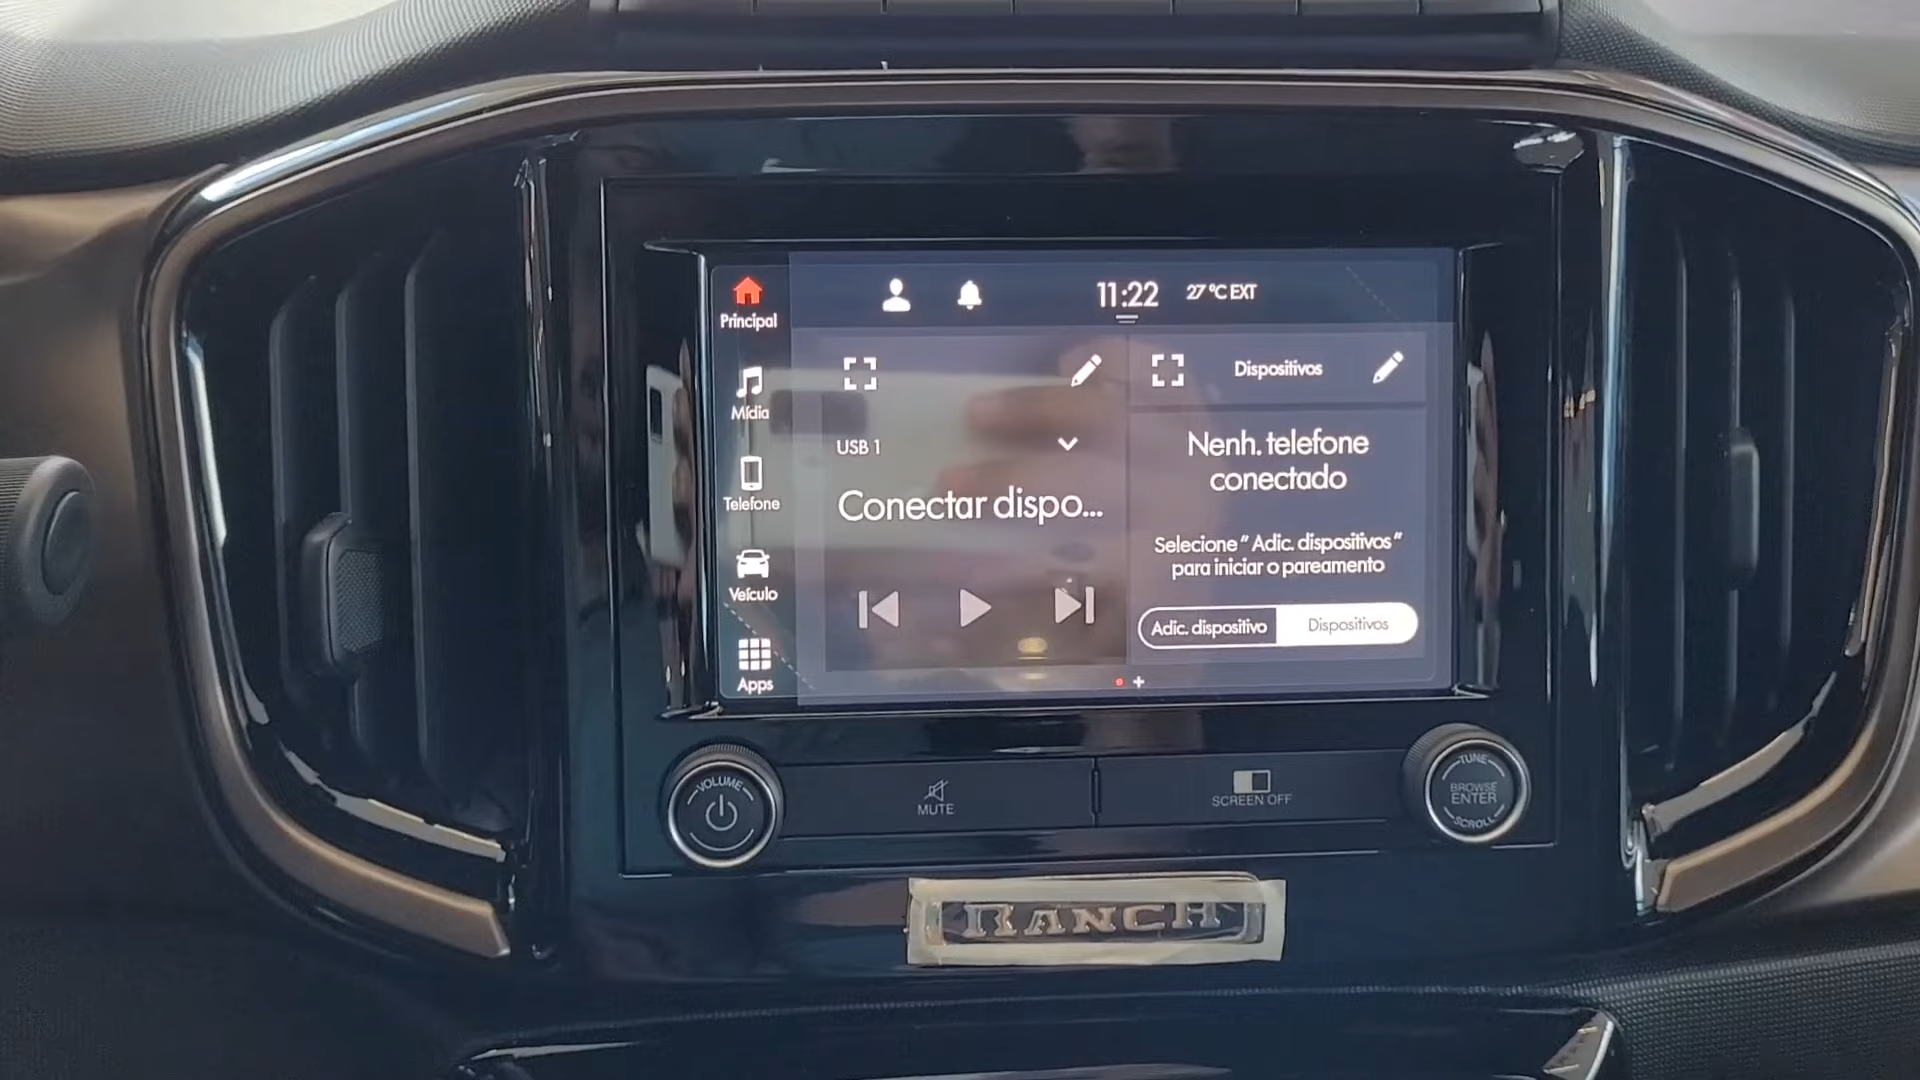 Principal
11:22 27 °C EXT
Mídia
Telefone
Veículo
Apps
USB 1
Conectar dispo...
Dispositivos
Nenh. telefone
conectado
Selecione "Adic. dispositivos"
para iniciar o pareamento
Adic. dispositivo
Dispositivos
VOLUME
MUTE
SCREEN OFF
TUNE
BROWSE
ENTER
SCROLL
RANCH